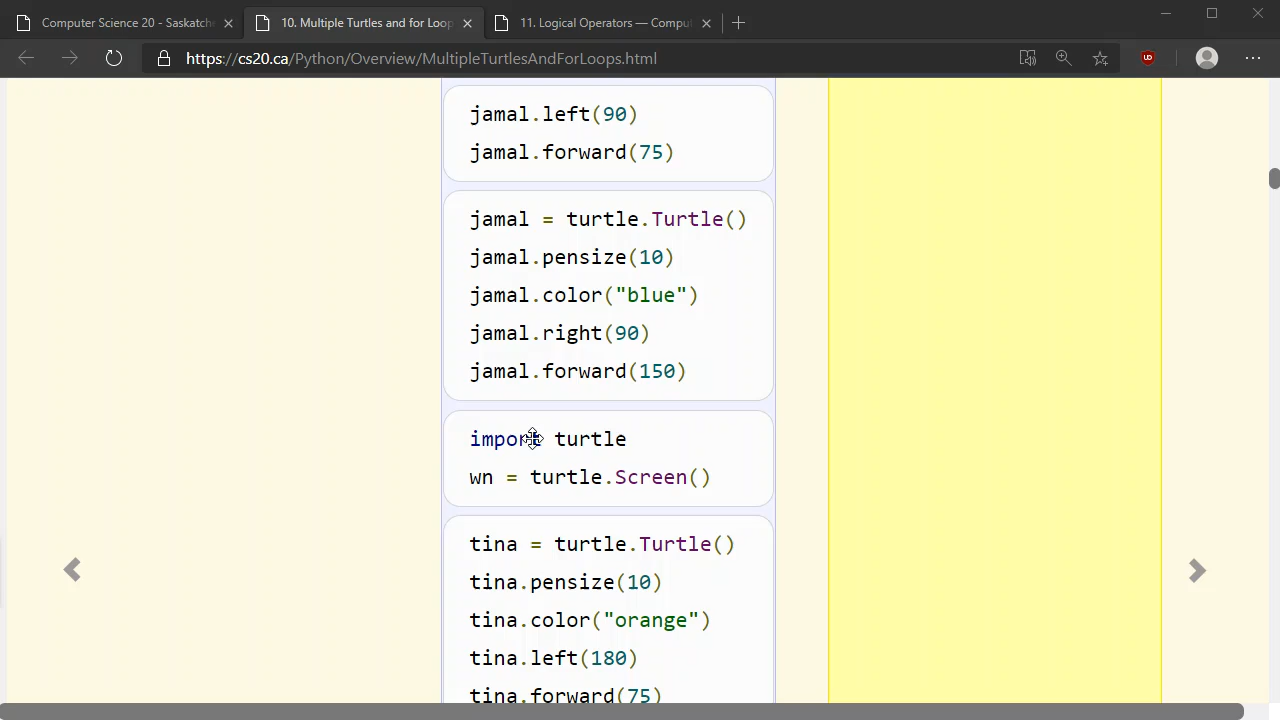 Computer Science 20 - Saskatch
10. Multiple Turtles and for Loop
11. Logical Operators — Compu
https://cs20.ca/Python/Overview/MultipleTurtlesAndForLoops.html
jamal.left(90)
jamal.forward(75)
jamal = turtle.Turtle()
jamal.pensize(10)
jamal.color("blue")
jamal.right(90)
jamal.forward(150)
import turtle
wn = turtle.Screen()
tina = turtle.Turtle()
tina.pensize(10)
tina.color("orange")
tina.left(180)
tina.forward(75)